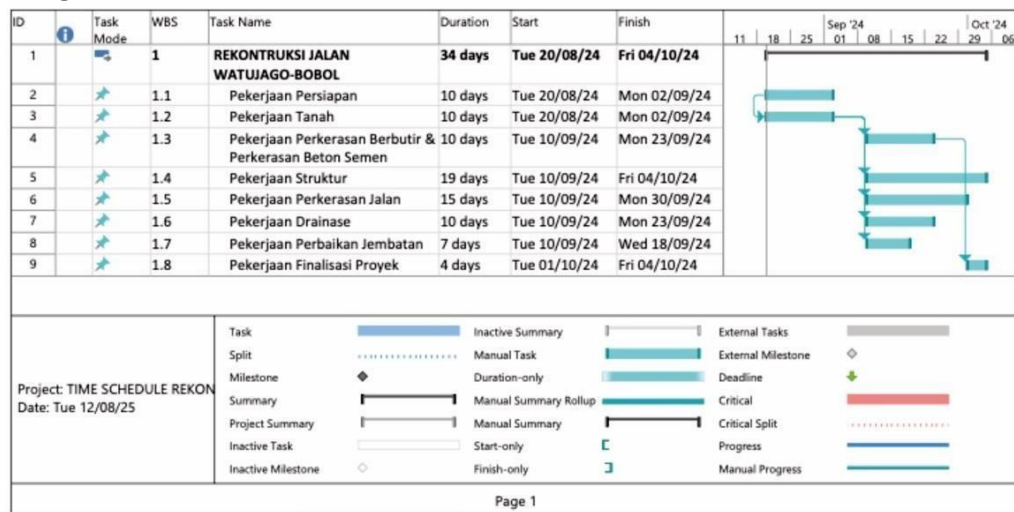 ID Task Mode WBS Task Name Duration Start Finish Sep '24 Oct '24
11 18 25 01 08 15 22 29 06
1 1 REKONTRUKSI JALAN WATUJAGO-BOBOL 34 days Tue 20/08/24 Fri 04/10/24
2 1.1 Pekerjaan Persiapan 10 days Tue 20/08/24 Mon 02/09/24
3 1.2 Pekerjaan Tanah 10 days Tue 20/08/24 Mon 02/09/24
4 1.3 Pekerjaan Perkerasan Berbutir & Perkerasan Beton Semen 10 days Tue 10/09/24 Mon 23/09/24
5 1.4 Pekerjaan Struktur 19 days Tue 10/09/24 Fri 04/10/24
6 1.5 Pekerjaan Perkerasan Jalan 15 days Tue 10/09/24 Mon 30/09/24
7 1.6 Pekerjaan Drainase 10 days Tue 10/09/24 Mon 23/09/24
8 1.7 Pekerjaan Perbaikan Jembatan 7 days Tue 10/09/24 Wed 18/09/24
9 1.8 Pekerjaan Finalisasi Proyek 4 days Tue 01/10/24 Fri 04/10/24
Project: TIME SCHEDULE REKON
Date: Tue 12/08/25
Task Inactive Summary External Tasks
Split Manual Task External Milestone
Milestone Duration-only Deadline
Summary Manual Summary Rollup Critical
Project Summary Manual Summary Critical Split
Inactive Task Start-only Progress
Inactive Milestone Finish-only Manual Progress
Page 1